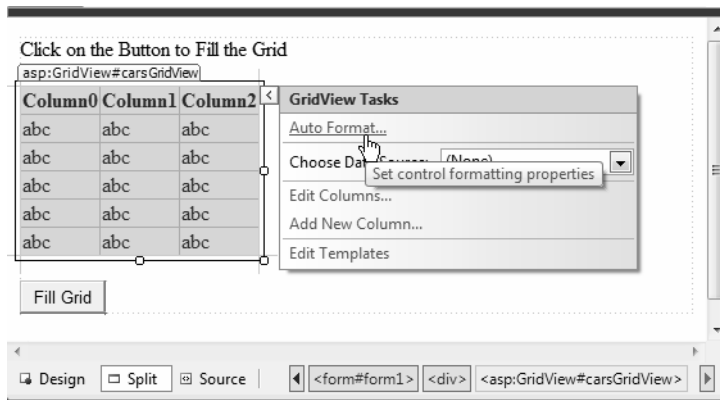 Click on the Button to Fill the Grid
asp:GridView#carsGridView
Column0 Column1 Column2
abc abc abc
abc abc abc
abc abc abc
abc abc abc
abc abc abc
GridView Tasks
Auto Format...
Choose Data Source: (None)
Set control formatting properties
Edit Columns...
Add New Column...
Edit Templates
Fill Grid
Design Split Source <form#form1> <div> <asp:GridView#carsGridView>